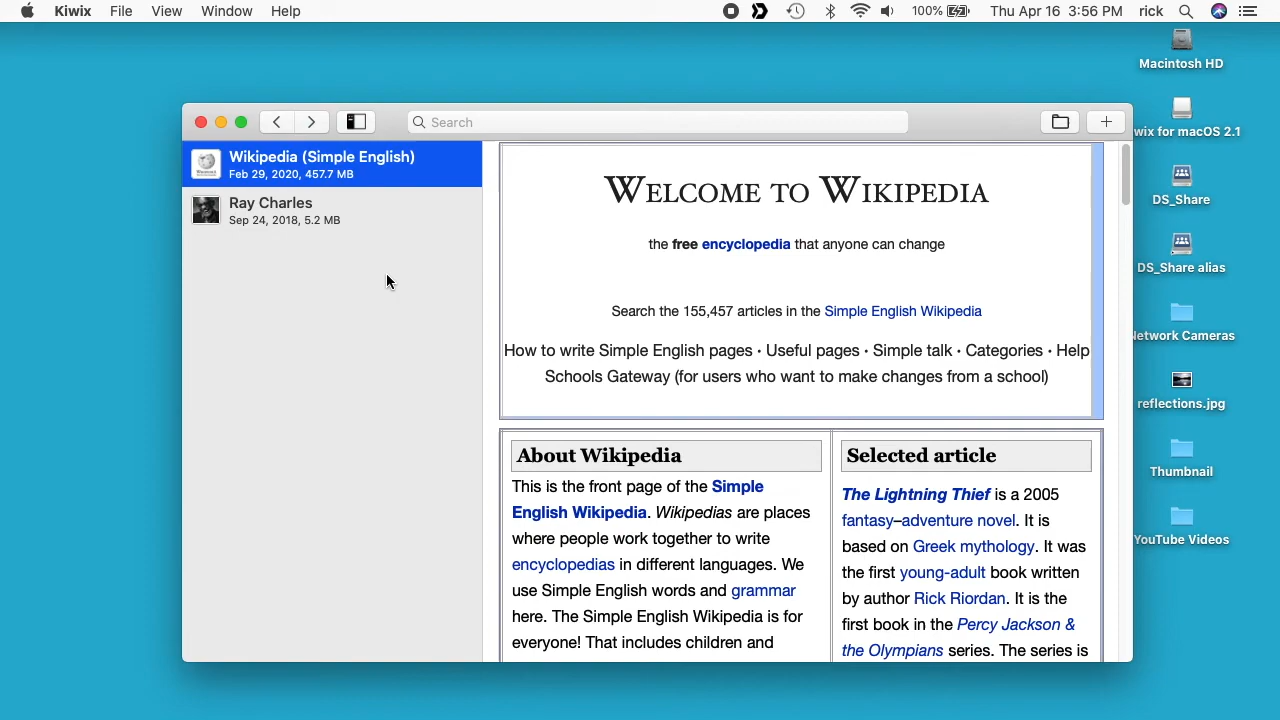 Kiwix File View Window Help 100% Thu Apr 16 3:56 PM rick
Macintosh HD
wix for macOS 2.1
DS_Share
DS_Share alias
Network Cameras
reflections.jpg
Thumbnail
YouTube Videos
Search
Wikipedia (Simple English)
Feb 29, 2020, 457.7 MB
Ray Charles
Sep 24, 2018, 5.2 MB
WELCOME TO WIKIPEDIA
the free encyclopedia that anyone can change
Search the 155,457 articles in the Simple English Wikipedia
How to write Simple English pages · Useful pages · Simple talk · Categories · Help
Schools Gateway (for users who want to make changes from a school)
About Wikipedia
This is the front page of the Simple
English Wikipedia. Wikipedias are places
where people work together to write
encyclopedias in different languages. We
use Simple English words and grammar
here. The Simple English Wikipedia is for
everyone! That includes children and
Selected article
The Lightning Thief is a 2005
fantasy–adventure novel. It is
based on Greek mythology. It was
the first young-adult book written
by author Rick Riordan. It is the
first book in the Percy Jackson &
the Olympians series. The series is